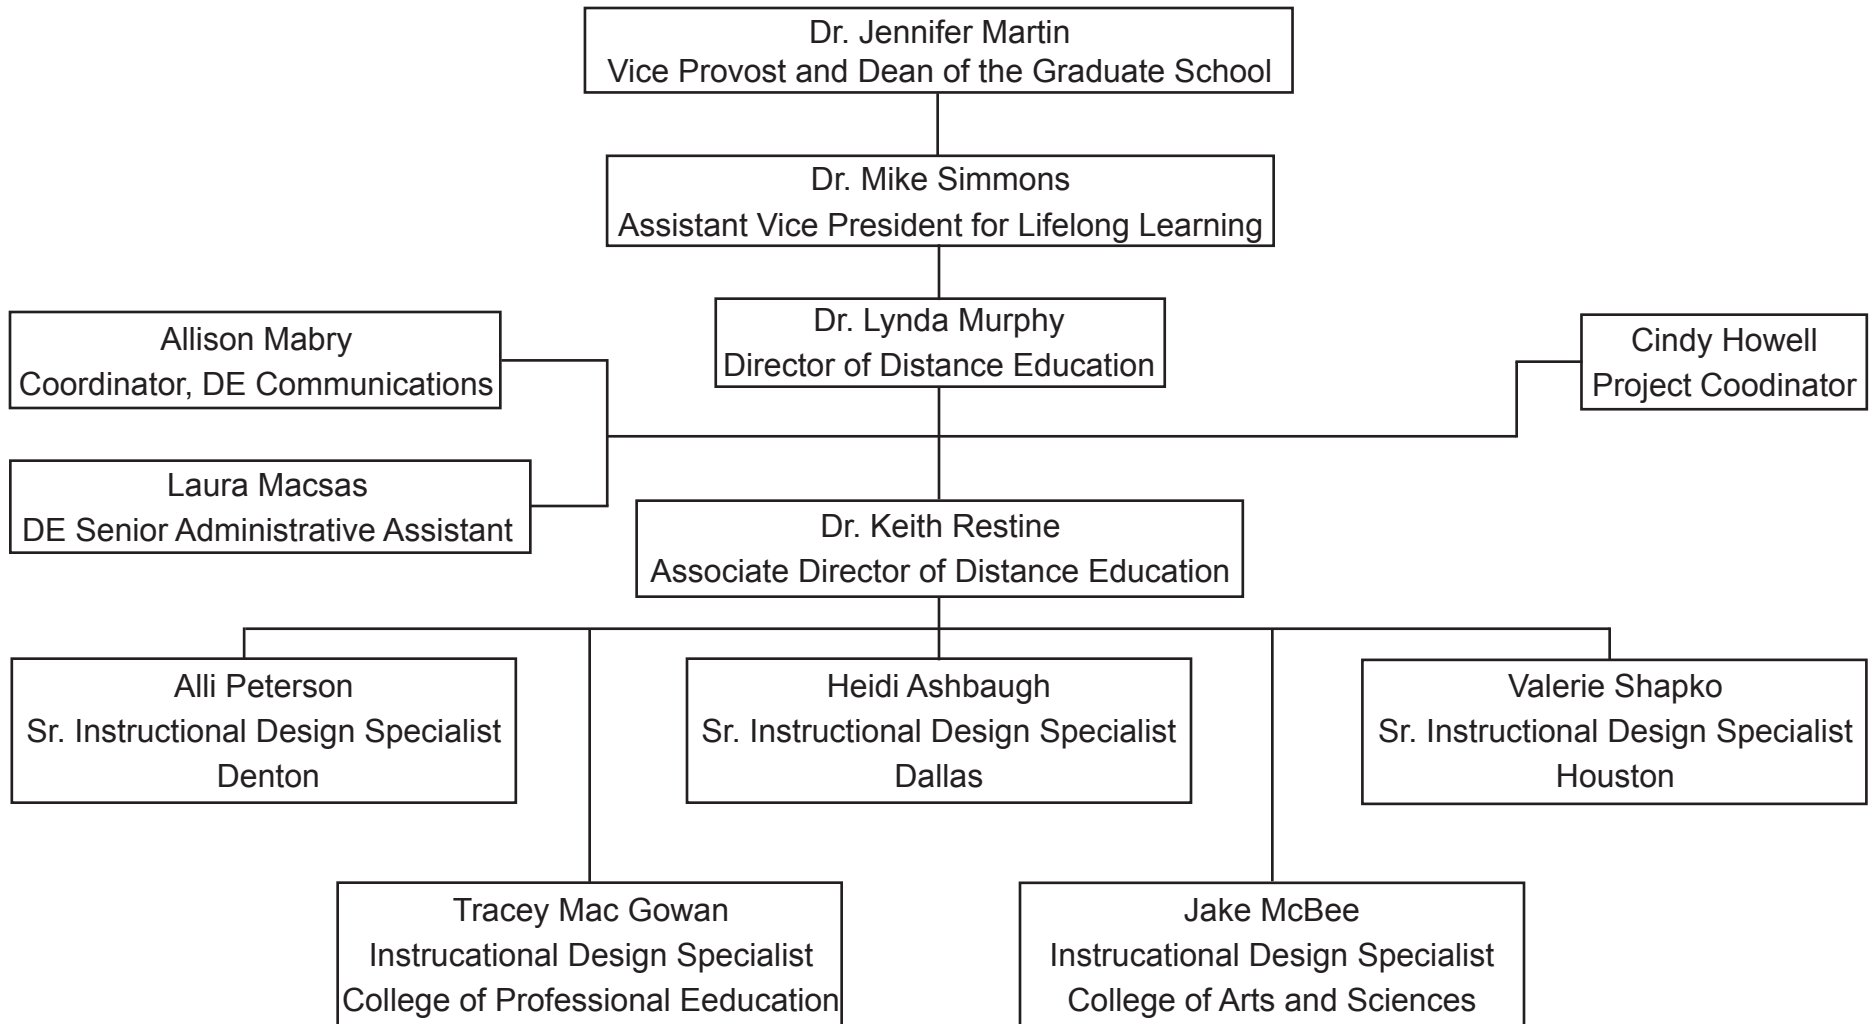 Dr. Jennifer Martin
Vice Provost and Dean of the Graduate School
Dr. Mike Simmons
Assistant Vice President for Lifelong Learning
Dr. Lynda Murphy
Director of Distance Education
Allison Mabry
Coordinator, DE Communications
Cindy Howell
Project Coodinator
Laura Macsas
DE Senior Administrative Assistant
Dr. Keith Restine
Associate Director of Distance Education
Alli Peterson
Sr. Instructional Design Specialist
Denton
Heidi Ashbaugh
Sr. Instructional Design Specialist
Dallas
Valerie Shapko
Sr. Instructional Design Specialist
Houston
Tracey Mac Gowan
Instrucational Design Specialist
College of Professional Eeducation
Jake McBee
Instrucational Design Specialist
College of Arts and Sciences